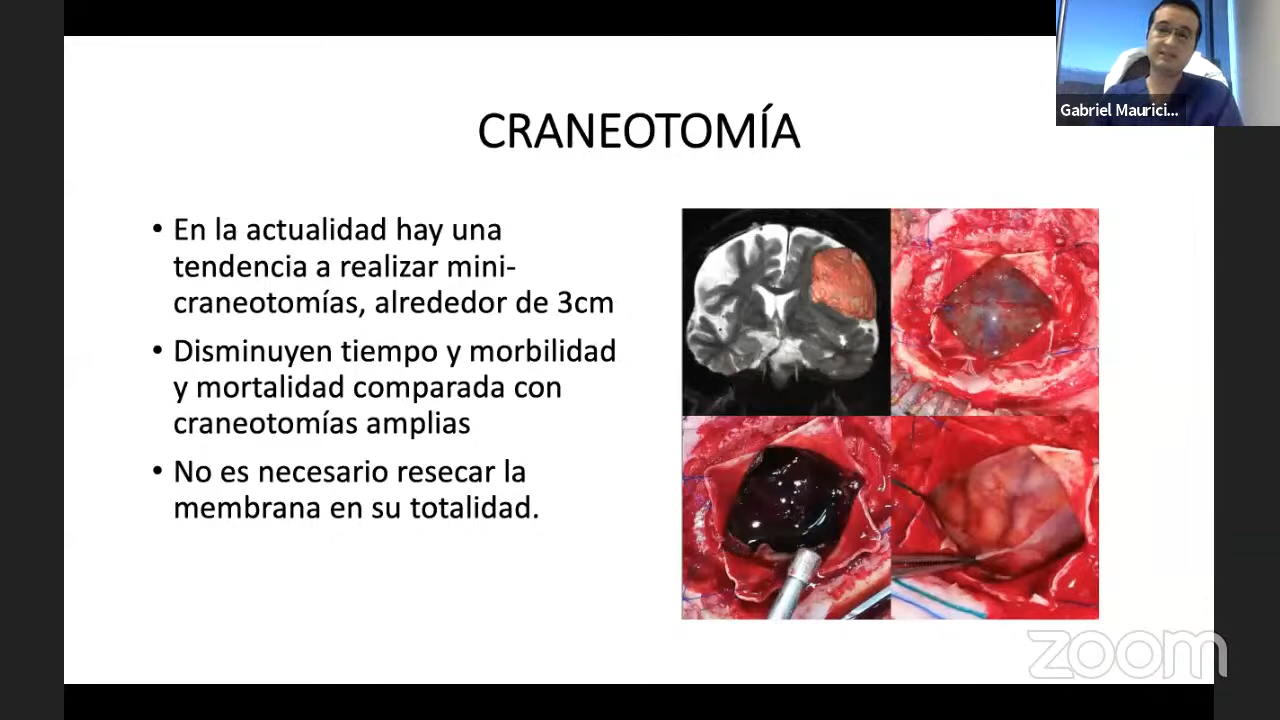 Gabriel Maurici...
CRANEOTOMÍA
• En la actualidad hay una
tendencia a realizar mini-
craneotomías, alrededor de 3cm
• Disminuyen tiempo y morbilidad
y mortalidad comparada con
craneotomías amplias
• No es necesario resecar la
membrana en su totalidad.
zoom